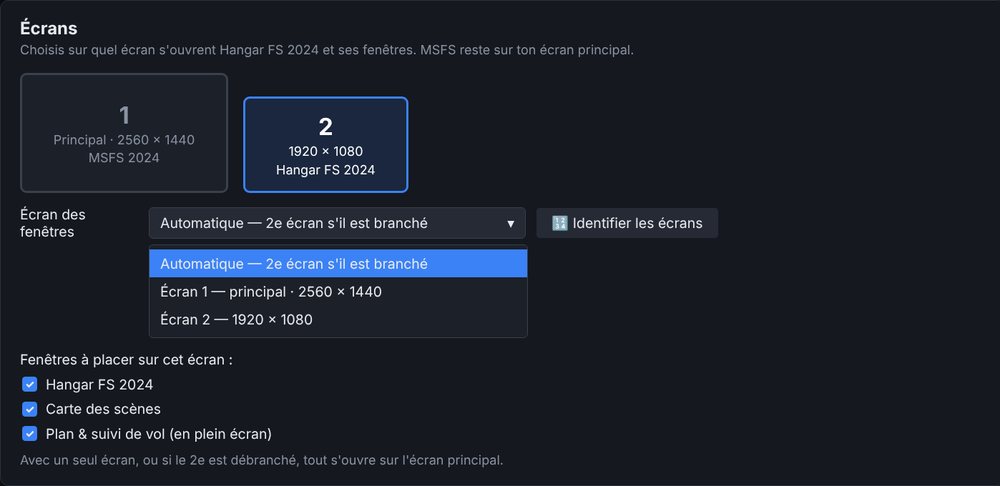 Écrans
Choisis sur quel écran s'ouvrent Hangar FS 2024 et ses fenêtres. MSFS reste sur ton écran principal.
1
Principal · 2560 × 1440
MSFS 2024
2
1920 × 1080
Hangar FS 2024
Écran des
fenêtres
Automatique — 2e écran s'il est branché
🔢 Identifier les écrans
Automatique — 2e écran s'il est branché
Écran 1 — principal · 2560 × 1440
Écran 2 — 1920 × 1080
Fenêtres à placer sur cet écran :
Hangar FS 2024
Carte des scènes
Plan & suivi de vol (en plein écran)
Avec un seul écran, ou si le 2e est débranché, tout s'ouvre sur l'écran principal.